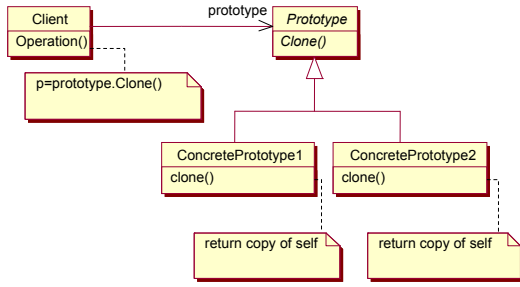 prototype
Client
Operation()
Prototype
Clone()
p=prototype.Clone()
ConcretePrototype1
clone()
ConcretePrototype2
clone()
return copy of self
return copy of self